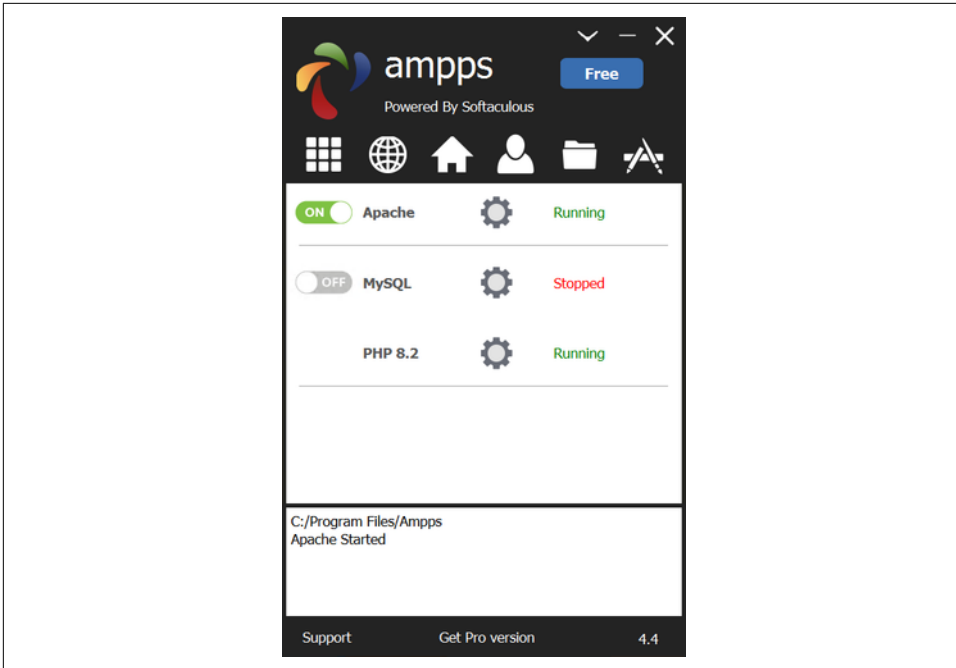 ampps
Free
Powered By Softaculous
ON Apache Running
OFF MySQL Stopped
PHP 8.2 Running
C:/Program Files/Ampps
Apache Started
Support Get Pro version 4.4